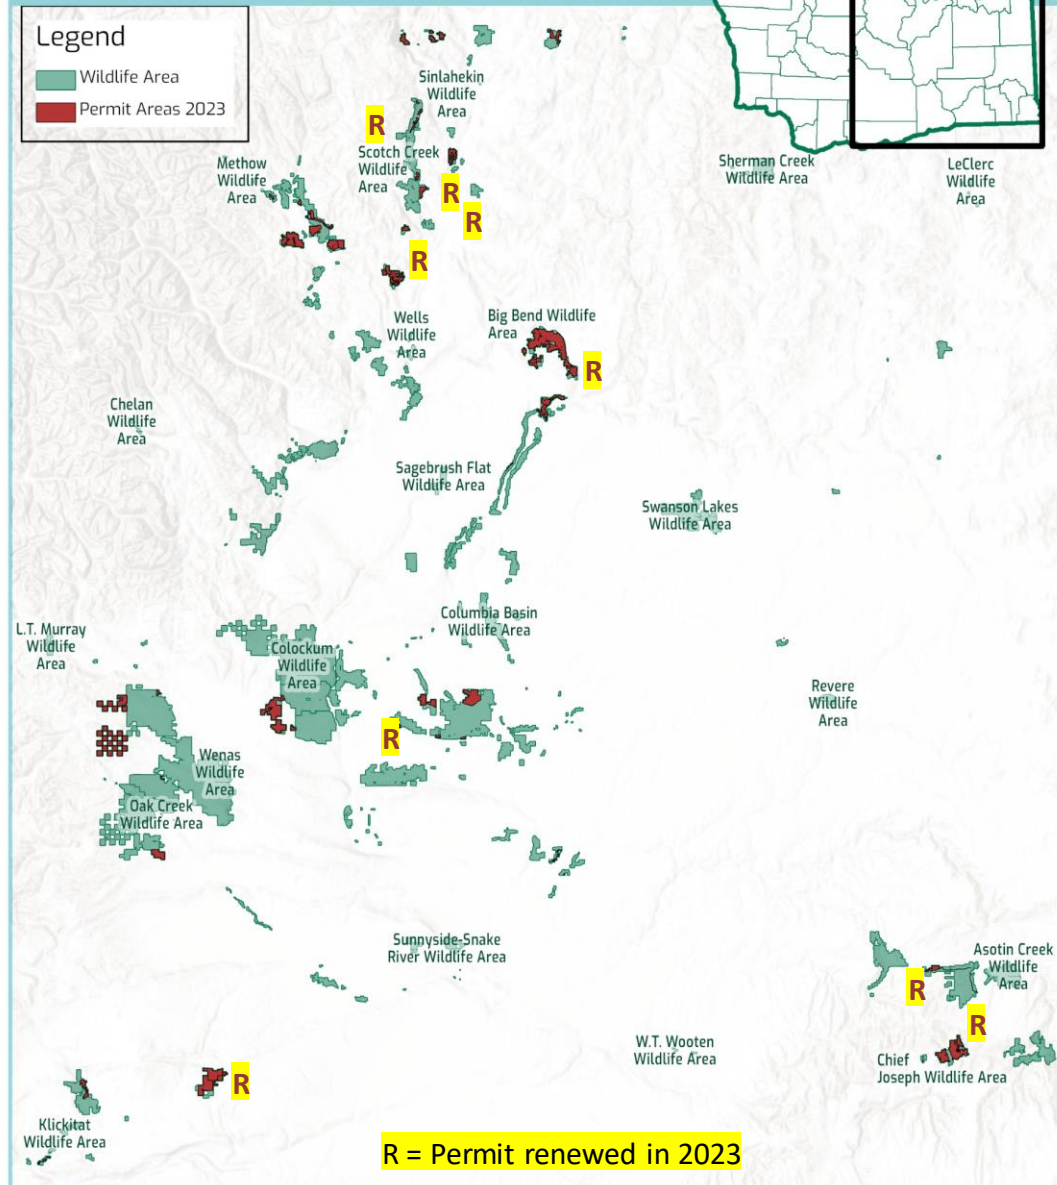 Legend
Wildlife Area
Permit Areas 2023
Sinlahekin
Wildlife
Area
R
Scotch Creek
Wildlife
Area
Methow
Wildlife
Area
R
R
R
Sherman Creek
Wildlife Area
LeClerc
Wildlife
Area
Wells
Wildlife
Area
Big Bend Wildlife
Area
R
Chelan
Wildlife
Area
Sagebrush Flat
Wildlife Area
Swanson Lakes
Wildlife Area
Columbia Basin
Wildlife Area
L.T. Murray
Wildlife
Area
Colockum
Wildlife
Area
Revere
Wildlife
Area
R
Wenas
Wildlife
Area
Oak Creek
Wildlife Area
Sunnyside-Snake
River Wildlife Area
Asotin Creek
Wildlife
Area
R
R
W.T. Wooten
Wildlife Area
Chief
Joseph Wildlife Area
R
Klickitat
Wildlife Area
R = Permit renewed in 2023